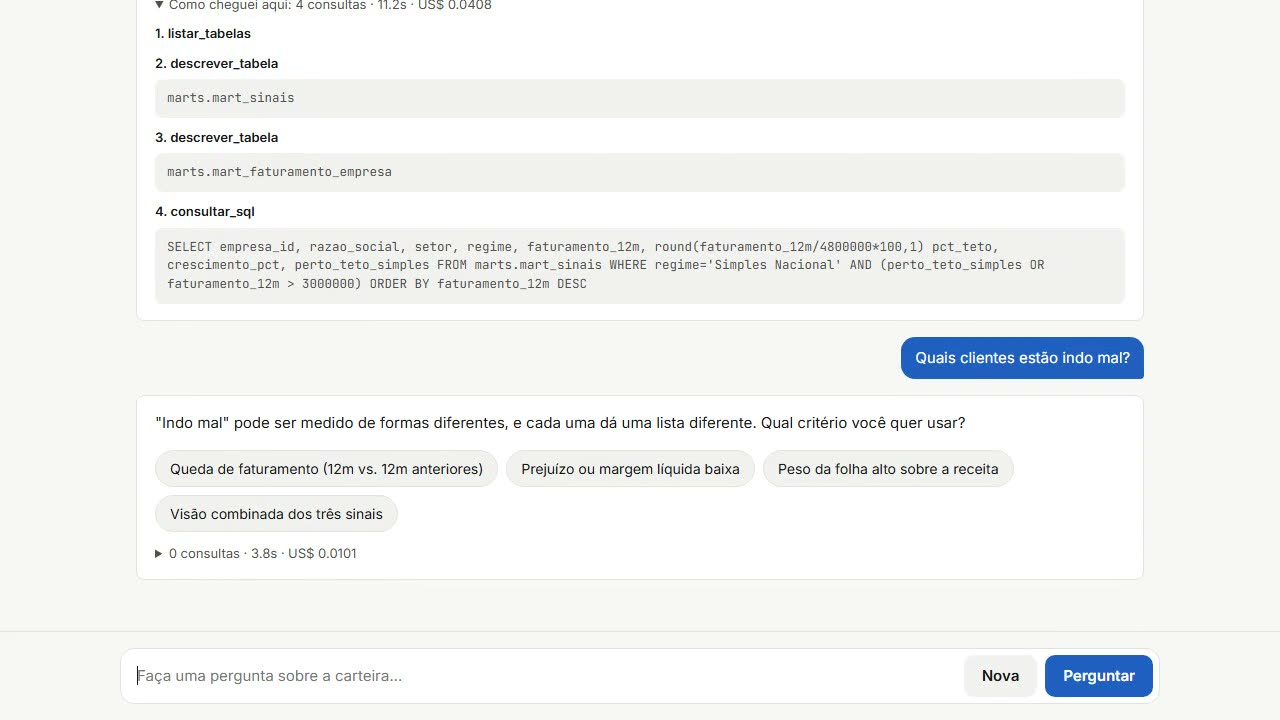 ▼ Como cheguei aqui: 4 consultas · 11.2s · US$ 0.0408
1. listar_tabelas
2. descrever_tabela
marts.mart_sinais
3. descrever_tabela
marts.mart_faturamento_empresa
4. consultar_sql
SELECT empresa_id, razao_social, setor, regime, faturamento_12m, round(faturamento_12m/4800000*100,1) pct_teto,
crescimento_pct, perto_teto_simples FROM marts.mart_sinais WHERE regime='Simples Nacional' AND (perto_teto_simples OR
faturamento_12m > 3000000) ORDER BY faturamento_12m DESC
Quais clientes estão indo mal?
"Indo mal" pode ser medido de formas diferentes, e cada uma dá uma lista diferente. Qual critério você quer usar?
Queda de faturamento (12m vs. 12m anteriores) Prejuízo ou margem líquida baixa Peso da folha alto sobre a receita
Visão combinada dos três sinais
▶ 0 consultas · 3.8s · US$ 0.0101
Faça uma pergunta sobre a carteira... Nova Perguntar